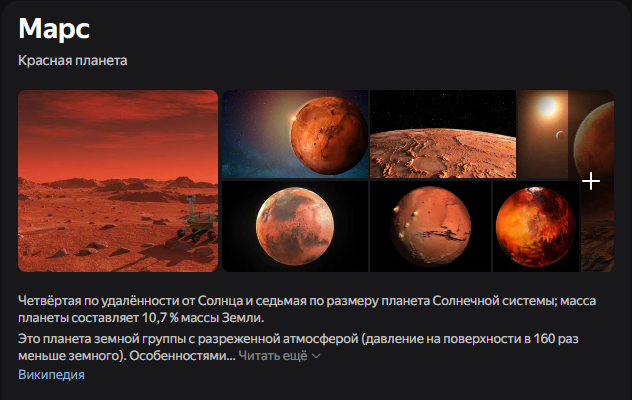 Марс
Красная планета
Четвёртая по удалённости от Солнца и седьмая по размеру планета Солнечной системы; масса
планеты составляет 10,7 % массы Земли.
Это планета земной группы с разреженной атмосферой (давление на поверхности в 160 раз
меньше земного). Особенностями... Читать ещё
Википедия